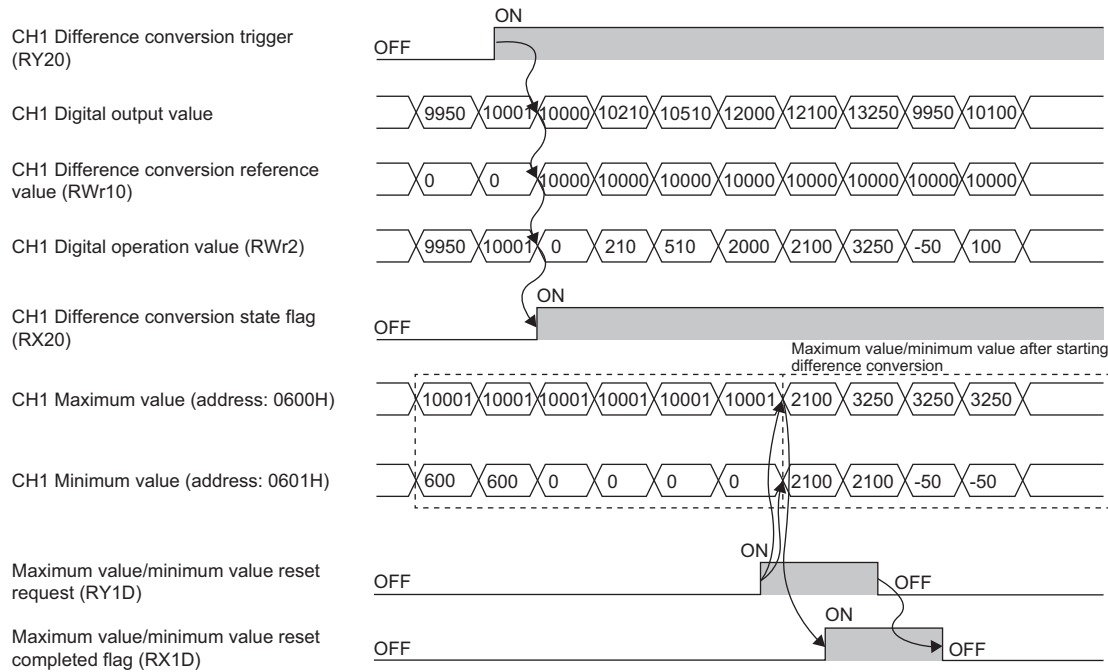 ON
CH1 Difference conversion trigger
(RY20)
OFF
CH1 Digital output value
9950 10001 10000 10210 10510 12000 12100 13250 9950 10100
CH1 Difference conversion reference
value (RWr10)
0 0 10000 10000 10000 10000 10000 10000 10000 10000
CH1 Digital operation value (RWr2)
9950 10001 0 210 510 2000 2100 3250 -50 100
ON
CH1 Difference conversion state flag
(RX20)
OFF
Maximum value/minimum value after starting
difference conversion
CH1 Maximum value (address: 0600H)
10001 10001 10001 10001 10001 10001 2100 3250 3250 3250
CH1 Minimum value (address: 0601H)
600 600 0 0 0 0 2100 2100 -50 -50
ON
Maximum value/minimum value reset
request (RY1D)
OFF
OFF
ON
Maximum value/minimum value reset
completed flag (RX1D)
OFF
OFF